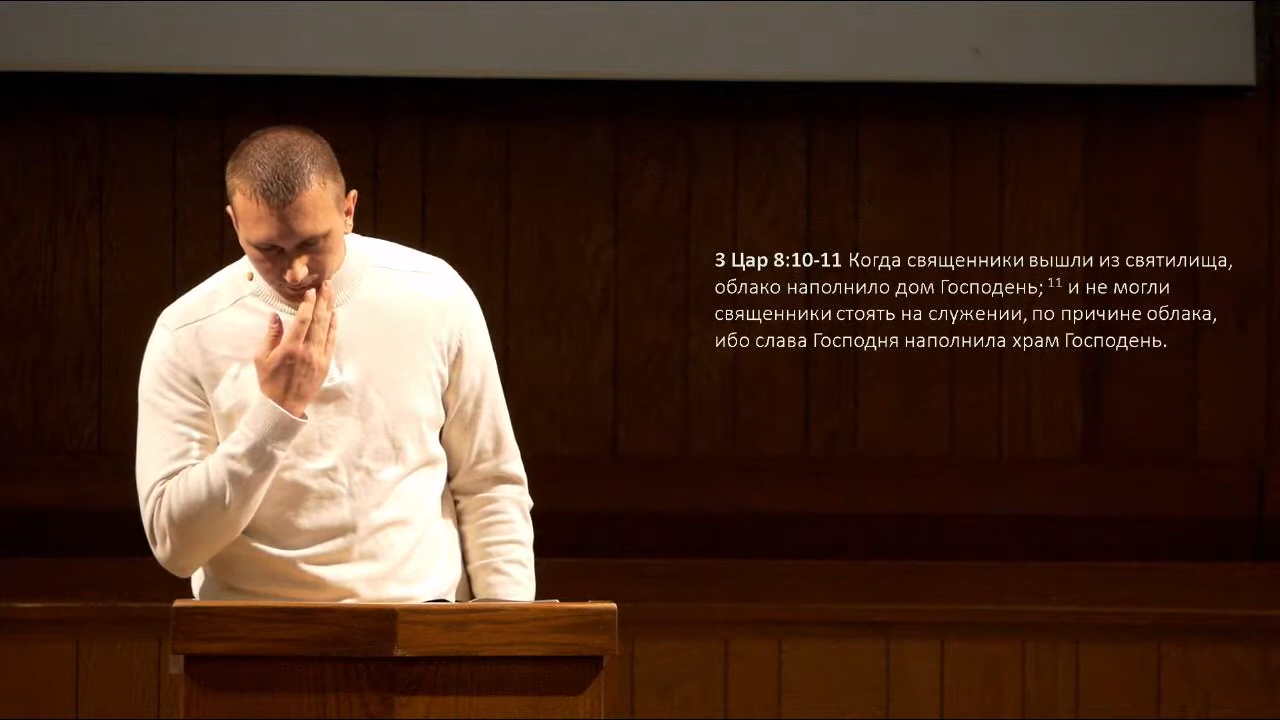 3 Цар 8:10-11 Когда священники вышли из святилища,
облако наполнило дом Господень; 11 и не могли
священники стоять на служении, по причине облака,
ибо слава Господня наполнила храм Господень.